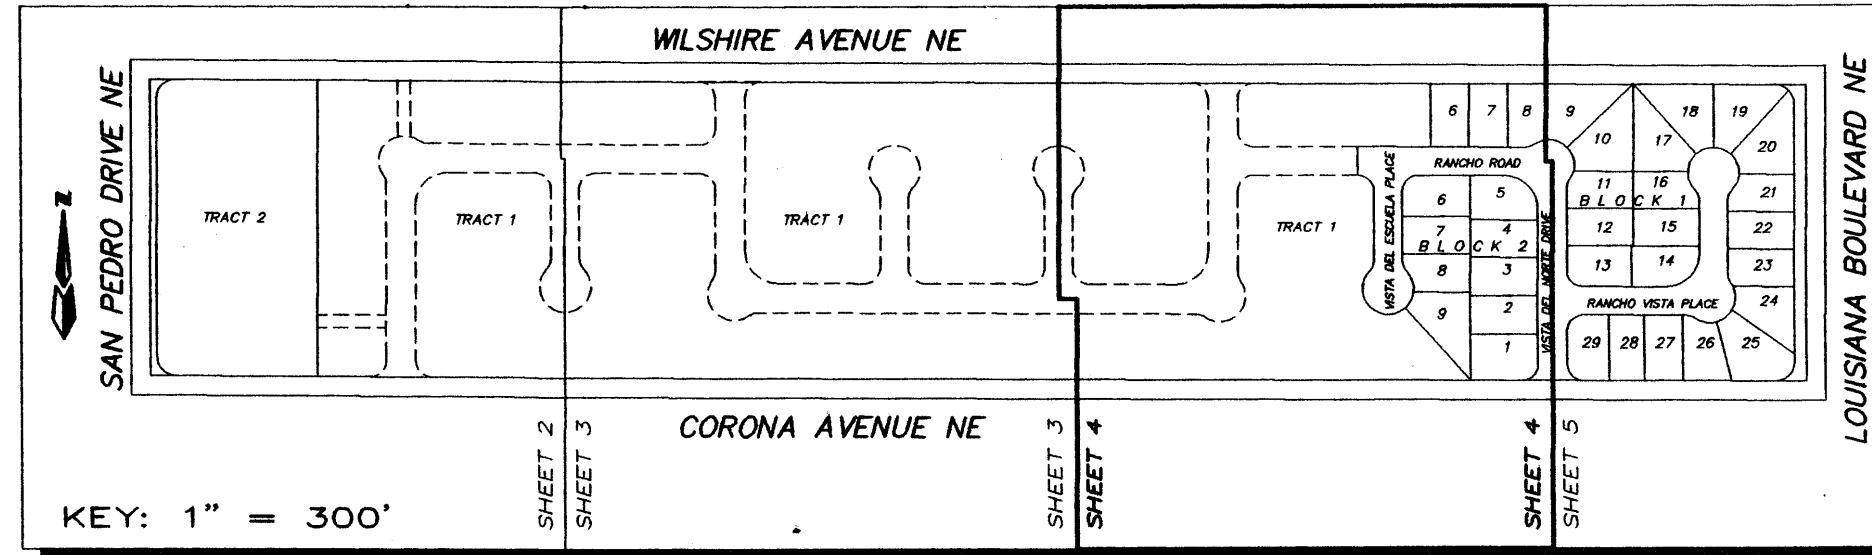 WILSHIRE AVENUE NE
SAN PEDRO DRIVE NE
LOUISIANA BOULEVARD NE
N
TRACT 2
TRACT 1
TRACT 1
TRACT 1
6 7 8 9
10
18 19
17
20
RANCHO ROAD
VISTA DEL ESCUELA PLACE
VISTA DEL NORTE DRIVE
6 5
7 4
BLOCK 2
8 3
9 2
1
11 16
BLOCK 1
12 15
13 14
21
22
23
24
RANCHO VISTA PLACE
29 28 27 26 25
CORONA AVENUE NE
SHEET 2
SHEET 3
SHEET 3
SHEET 4
SHEET 4
SHEET 5
KEY: 1" = 300'